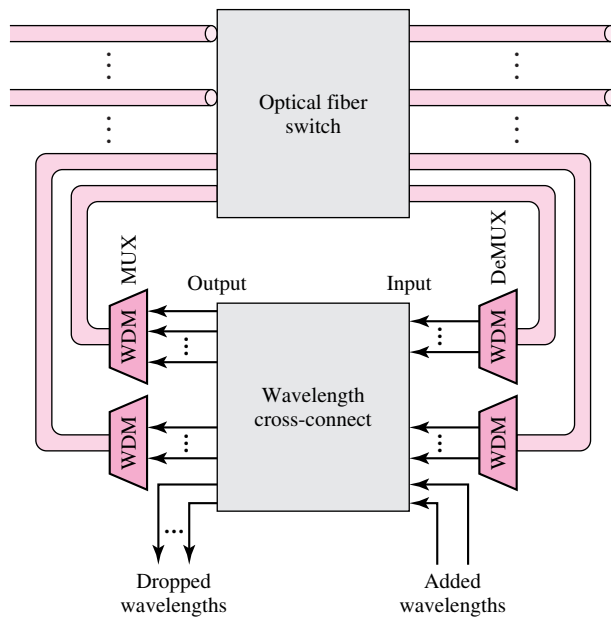 Optical fiber
switch
MUX
DeMUX
Output
Input
WDM
WDM
Wavelength
cross-connect
WDM
WDM
Dropped
wavelengths
Added
wavelengths